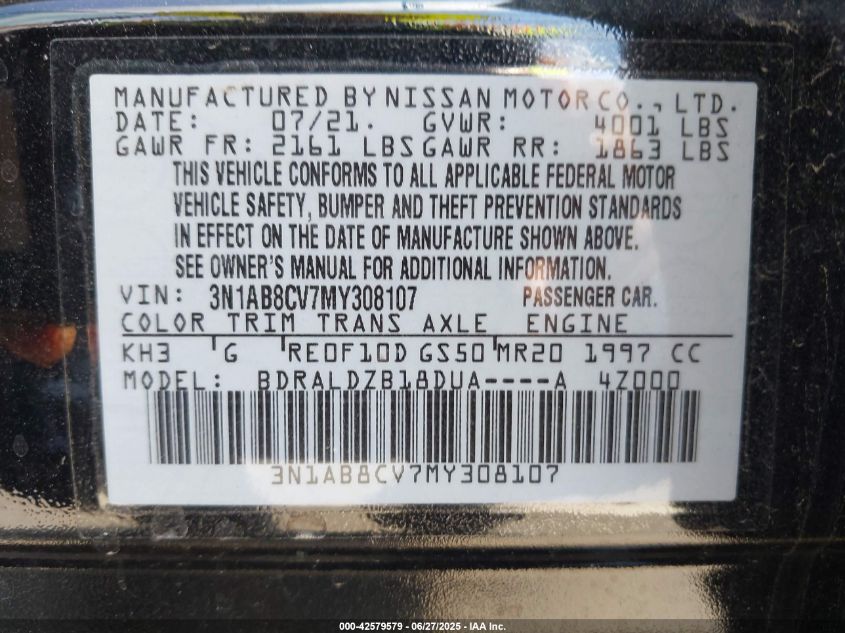 MANUFACTURED BY NISSAN MOTOR CO., LTD.
DATE: 07/21. GVWR: 4001 LBS
GAWR FR: 2161 LBS GAWR RR: 1863 LBS
THIS VEHICLE CONFORMS TO ALL APPLICABLE FEDERAL MOTOR
VEHICLE SAFETY, BUMPER AND THEFT PREVENTION STANDARDS
IN EFFECT ON THE DATE OF MANUFACTURE SHOWN ABOVE.
SEE OWNER'S MANUAL FOR ADDITIONAL INFORMATION.
VIN: 3N1AB8CV7MY308107 PASSENGER CAR.
COLOR TRIM TRANS AXLE ENGINE
KH3 G RE0F10D GS50 MR20 1997 CC
MODEL: BDRALDZB18DUA----A 4Z000
3N1AB8CV7MY308107
000-42579579 | 06/27/2025 - IAA Inc.